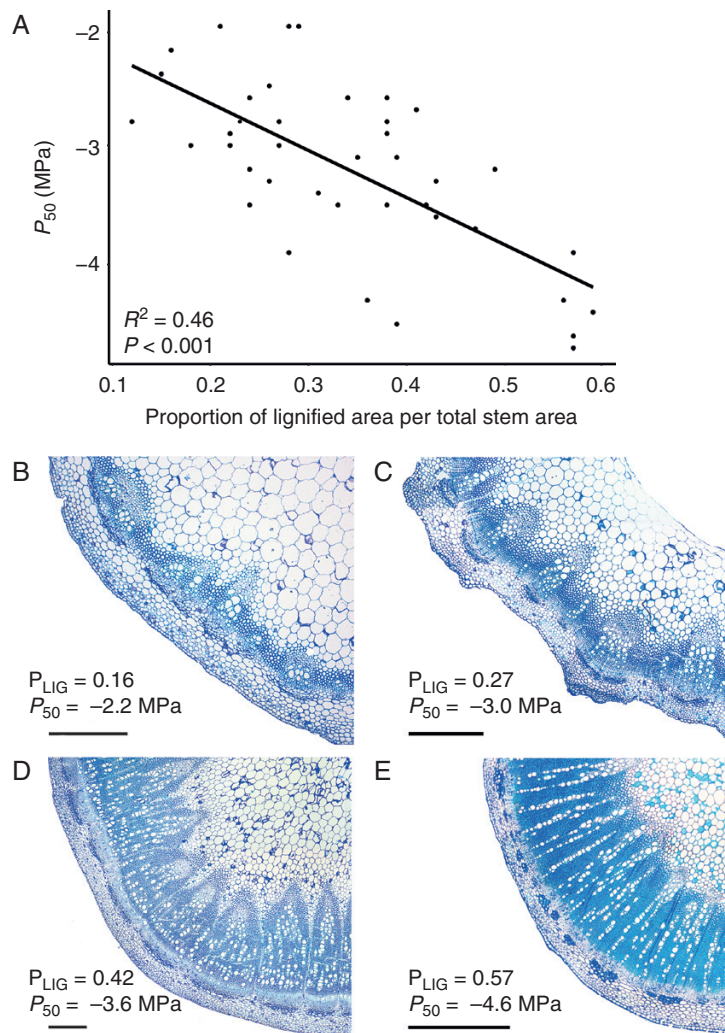 A
−2
−3
−4
P50 (MPa)
R2 = 0.46
P < 0.001
0.1 0.2 0.3 0.4 0.5 0.6
Proportion of lignified area per total stem area
B
PLIG = 0.16
P50 = −2.2 MPa
C
PLIG = 0.27
P50 = −3.0 MPa
D
PLIG = 0.42
P50 = −3.6 MPa
E
PLIG = 0.57
P50 = −4.6 MPa